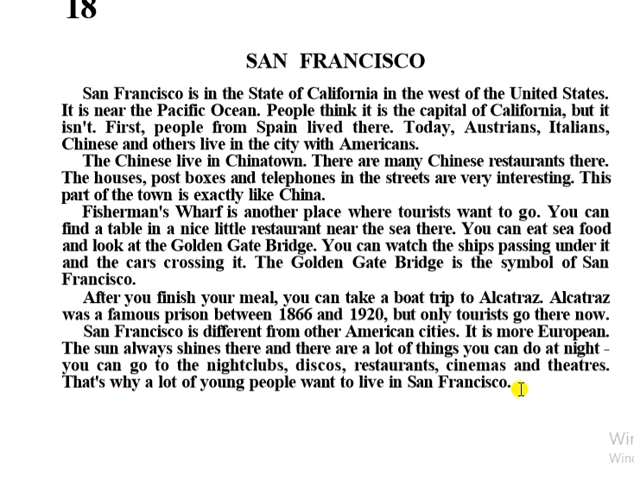 18
SAN FRANCISCO
San Francisco is in the State of California in the west of the United States.
It is near the Pacific Ocean. People think it is the capital of California, but it
isn't. First, people from Spain lived there. Today, Austrians, Italians,
Chinese and others live in the city with Americans.
The Chinese live in Chinatown. There are many Chinese restaurants there.
The houses, post boxes and telephones in the streets are very interesting. This
part of the town is exactly like China.
Fisherman's Wharf is another place where tourists want to go. You can
find a table in a nice little restaurant near the sea there. You can eat sea food
and look at the Golden Gate Bridge. You can watch the ships passing under it
and the cars crossing it. The Golden Gate Bridge is the symbol of San
Francisco.
After you finish your meal, you can take a boat trip to Alcatraz. Alcatraz
was a famous prison between 1866 and 1920, but only tourists go there now.
San Francisco is different from other American cities. It is more European.
The sun always shines there and there are a lot of things you can do at night -
you can go to the nightclubs, discos, restaurants, cinemas and theatres.
That's why a lot of young people want to live in San Francisco.